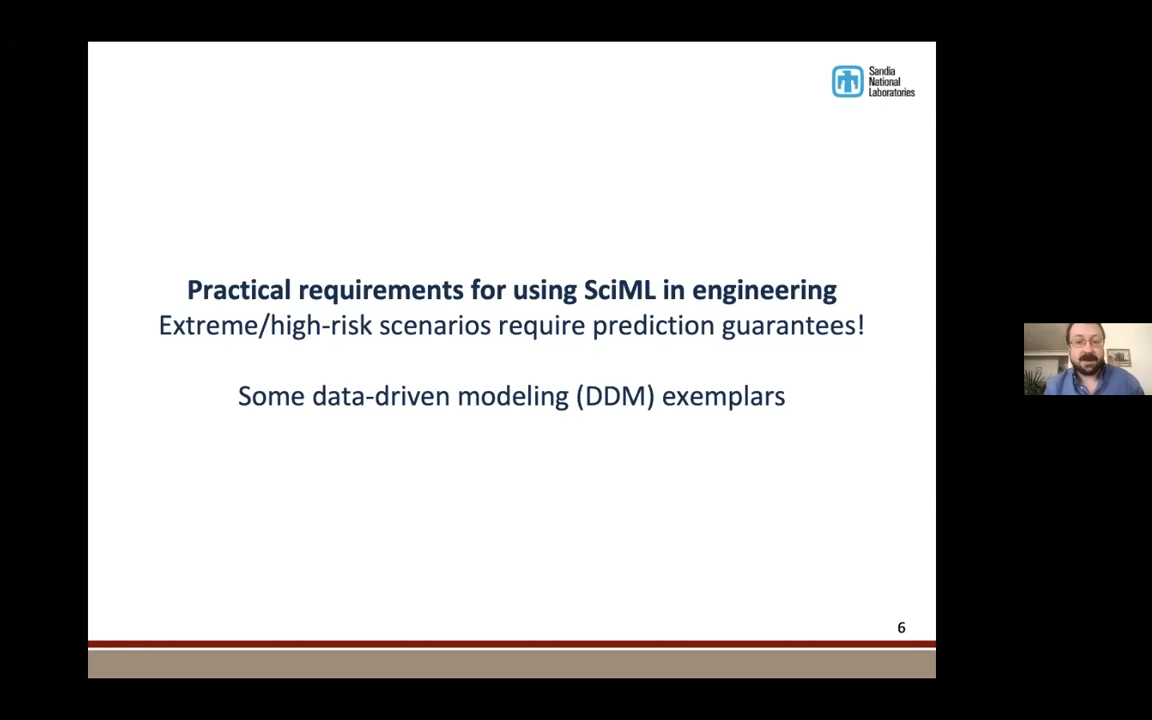 Sandia
National
Laboratories
Practical requirements for using SciML in engineering
Extreme/high-risk scenarios require prediction guarantees!
Some data-driven modeling (DDM) exemplars
6